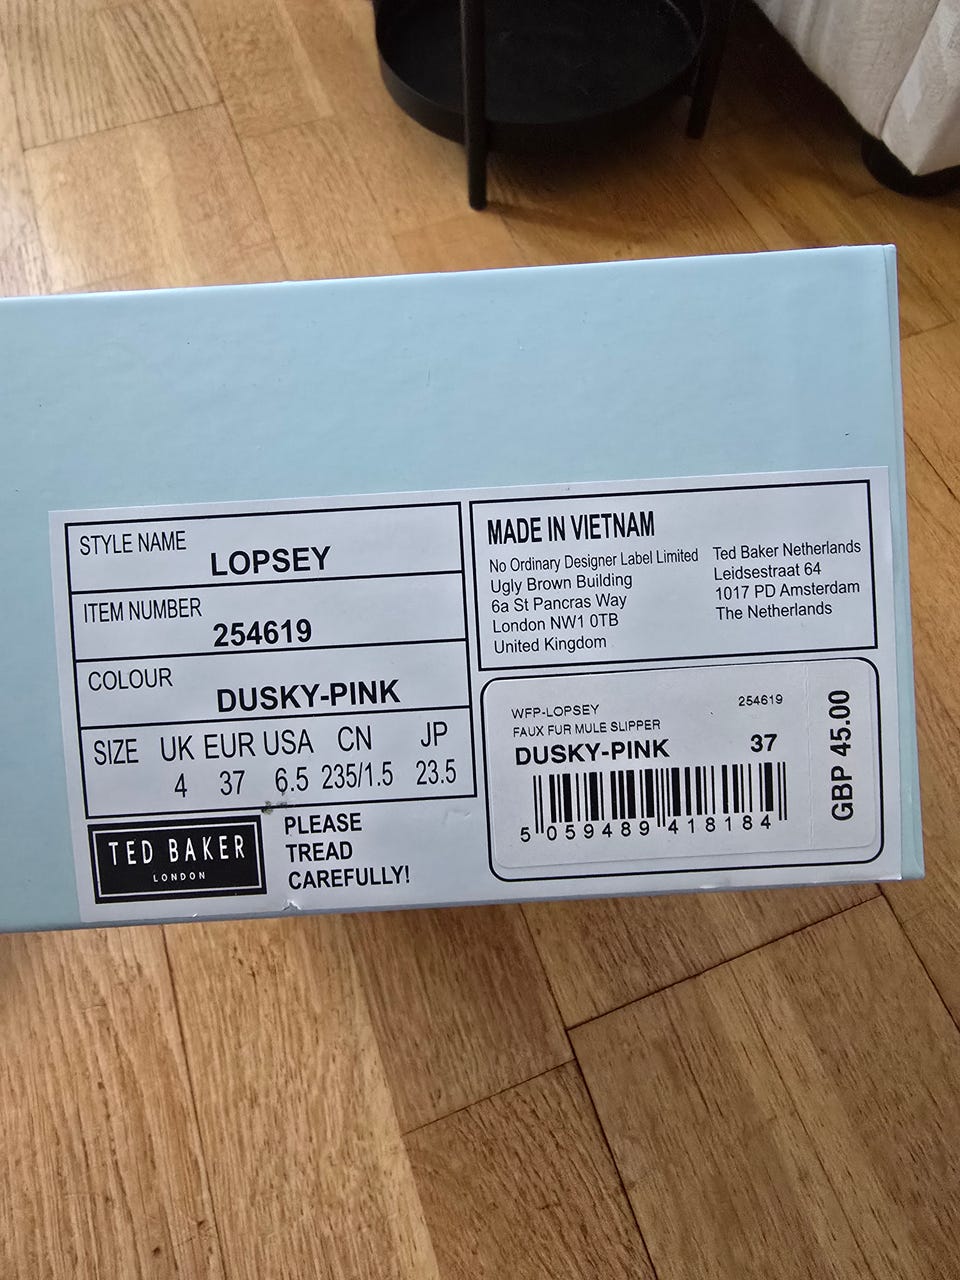 STYLE NAME
LOPSEY
ITEM NUMBER
254619
COLOUR
DUSKY-PINK
SIZE UK EUR USA CN JP
4 37 6.5 235/1.5 23.5
TED BAKER
LONDON
PLEASE
TREAD
CAREFULLY!
MADE IN VIETNAM
No Ordinary Designer Label Limited
Ugly Brown Building
6a St Pancras Way
London NW1 0TB
United Kingdom
Ted Baker Netherlands
Leidsestraat 64
1017 PD Amsterdam
The Netherlands
WFP-LOPSEY 254619
FAUX FUR MULE SLIPPER
DUSKY-PINK 37
5 059489 418184
GBP 45.00